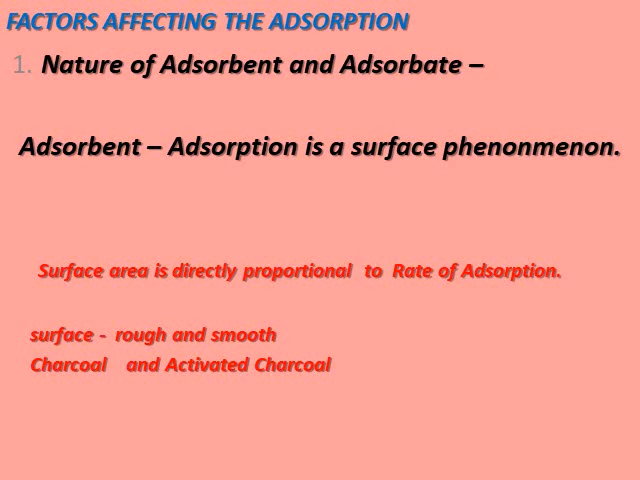 FACTORS AFFECTING THE ADSORPTION
1. Nature of Adsorbent and Adsorbate –
Adsorbent – Adsorption is a surface phenonmenon.
Surface area is directly proportional to Rate of Adsorption.
surface - rough and smooth
Charcoal and Activated Charcoal